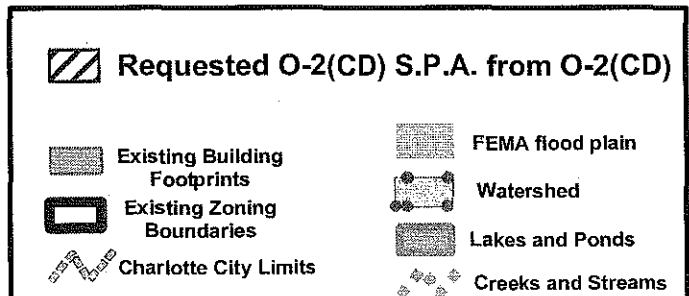 Requested O-2(CD) S.P.A. from O-2(CD)
Existing Building
Footprints
Existing Zoning
Boundaries
Charlotte City Limits
FEMA flood plain
Watershed
Lakes and Ponds
Creeks and Streams